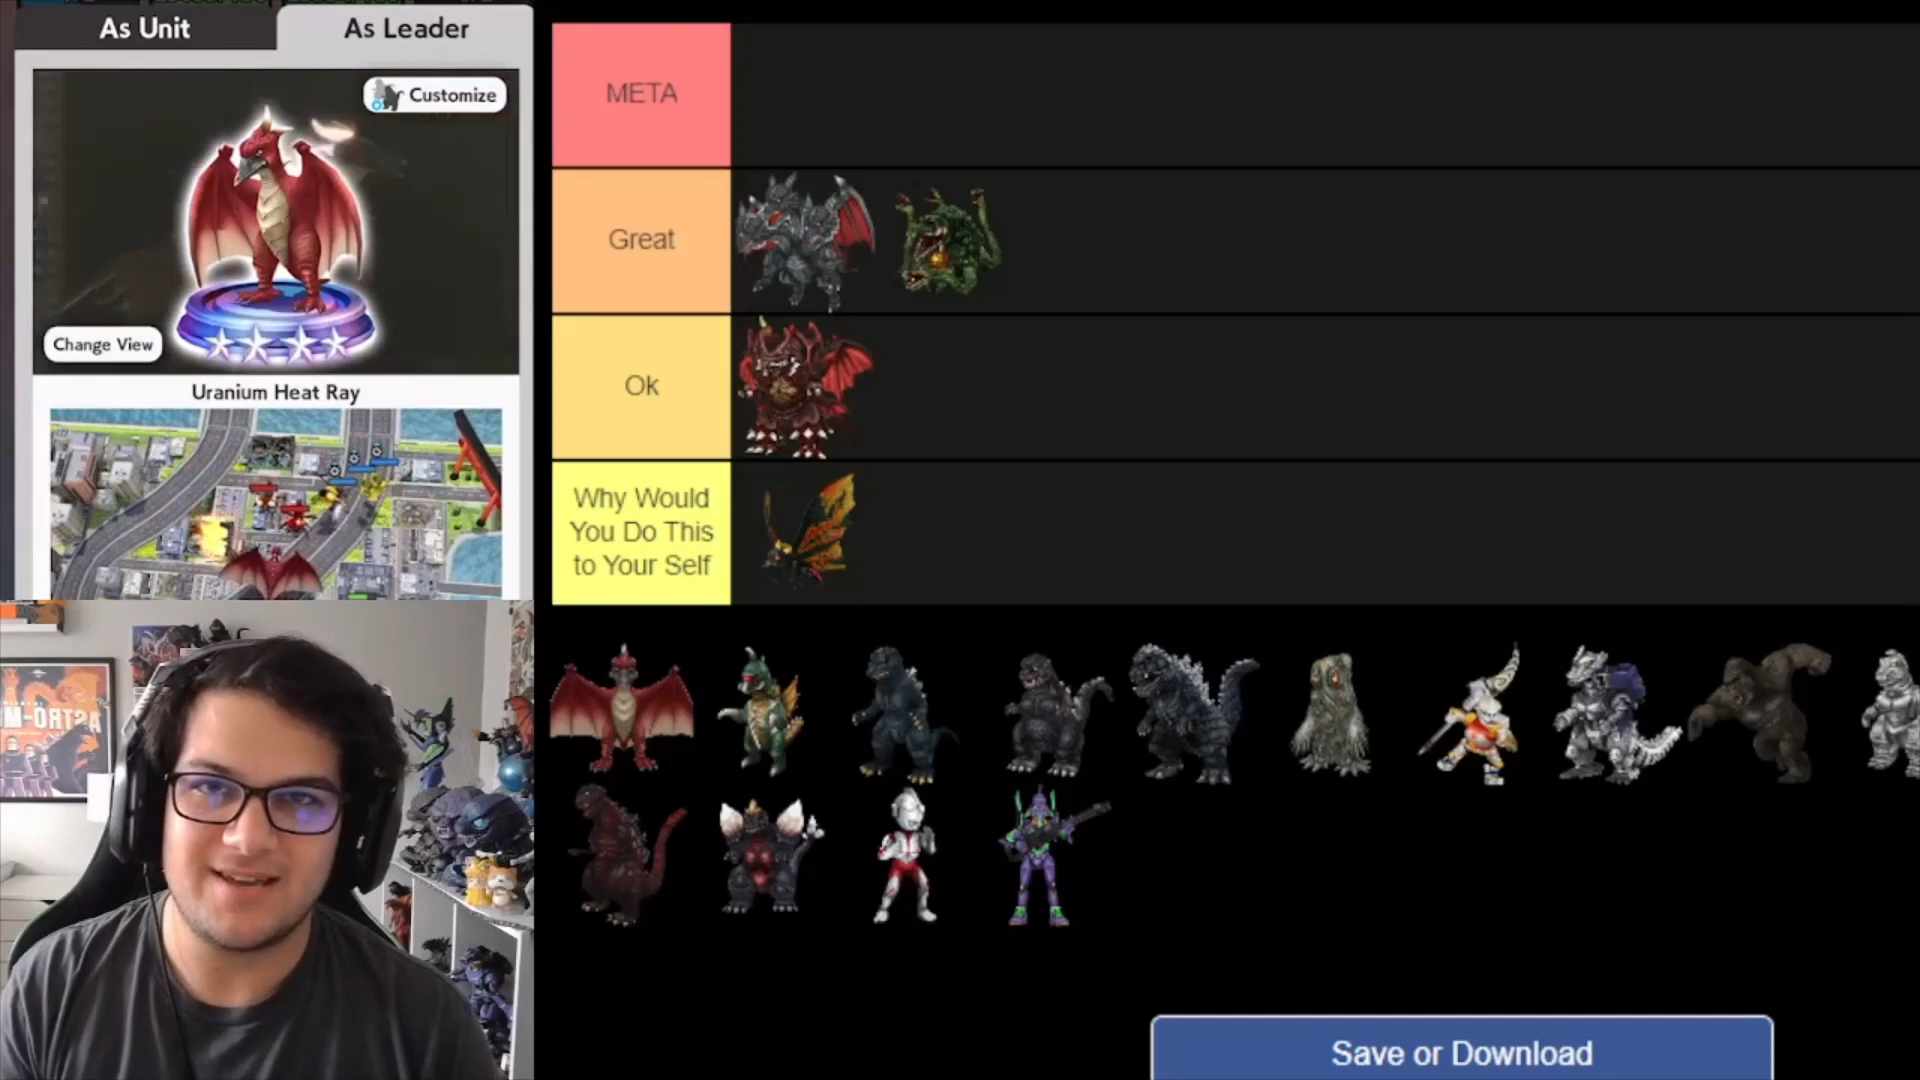 As Unit
As Leader
Customize
Change View
Uranium Heat Ray
META
Great
Ok
Why Would
You Do This
to Your Self
ASTRO-M
Save or Download